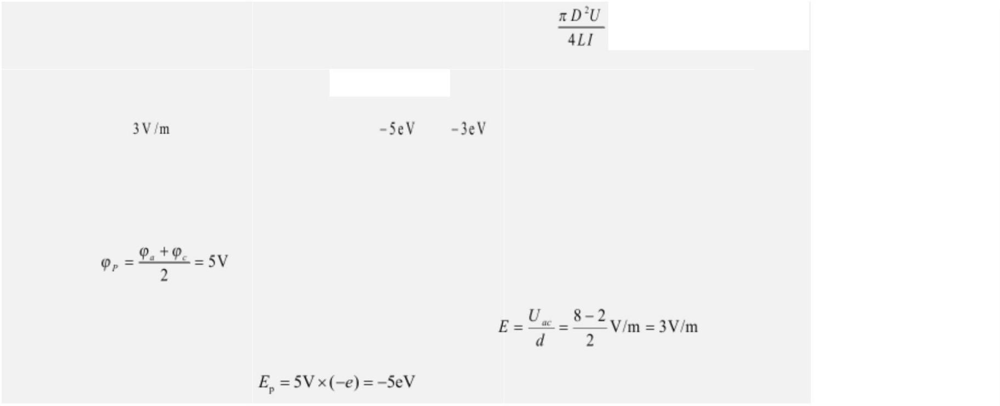 πD²U / 4LI
3V/m −5eV −3eV
φ_P = (φ_a + φ_c) / 2 = 5V
E = U_ac / d = (8 − 2) / 2 V/m = 3V/m
E_p = 5V × (−e) = −5eV